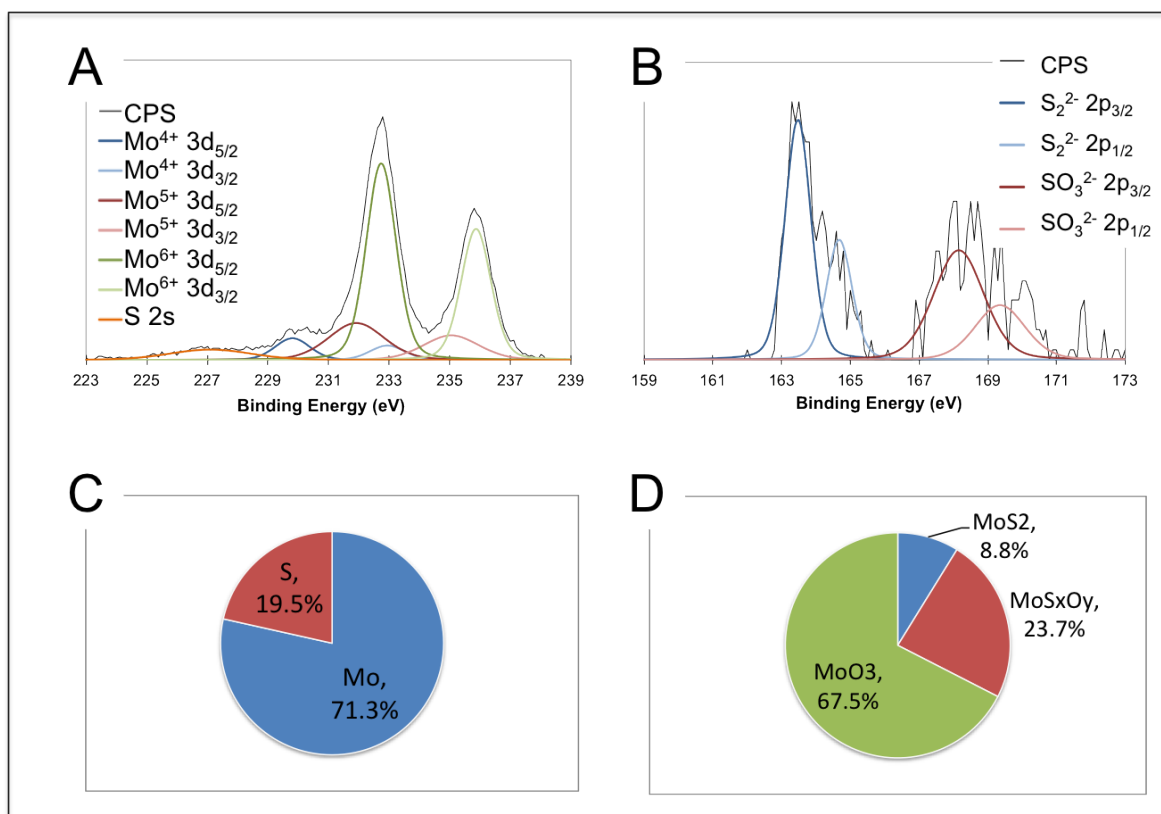 A
CPS
Mo⁴⁺ 3d₅/₂
Mo⁴⁺ 3d₃/₂
Mo⁵⁺ 3d₅/₂
Mo⁵⁺ 3d₃/₂
Mo⁶⁺ 3d₅/₂
Mo⁶⁺ 3d₃/₂
S 2s
223 225 227 229 231 233 235 237 239
Binding Energy (eV)
B
CPS
S₂²⁻ 2p₃/₂
S₂²⁻ 2p₁/₂
SO₃²⁻ 2p₃/₂
SO₃²⁻ 2p₁/₂
159 161 163 165 167 169 171 173
Binding Energy (eV)
C
S,
19.5%
Mo,
71.3%
D
MoS2,
8.8%
MoSxOy,
23.7%
MoO3,
67.5%